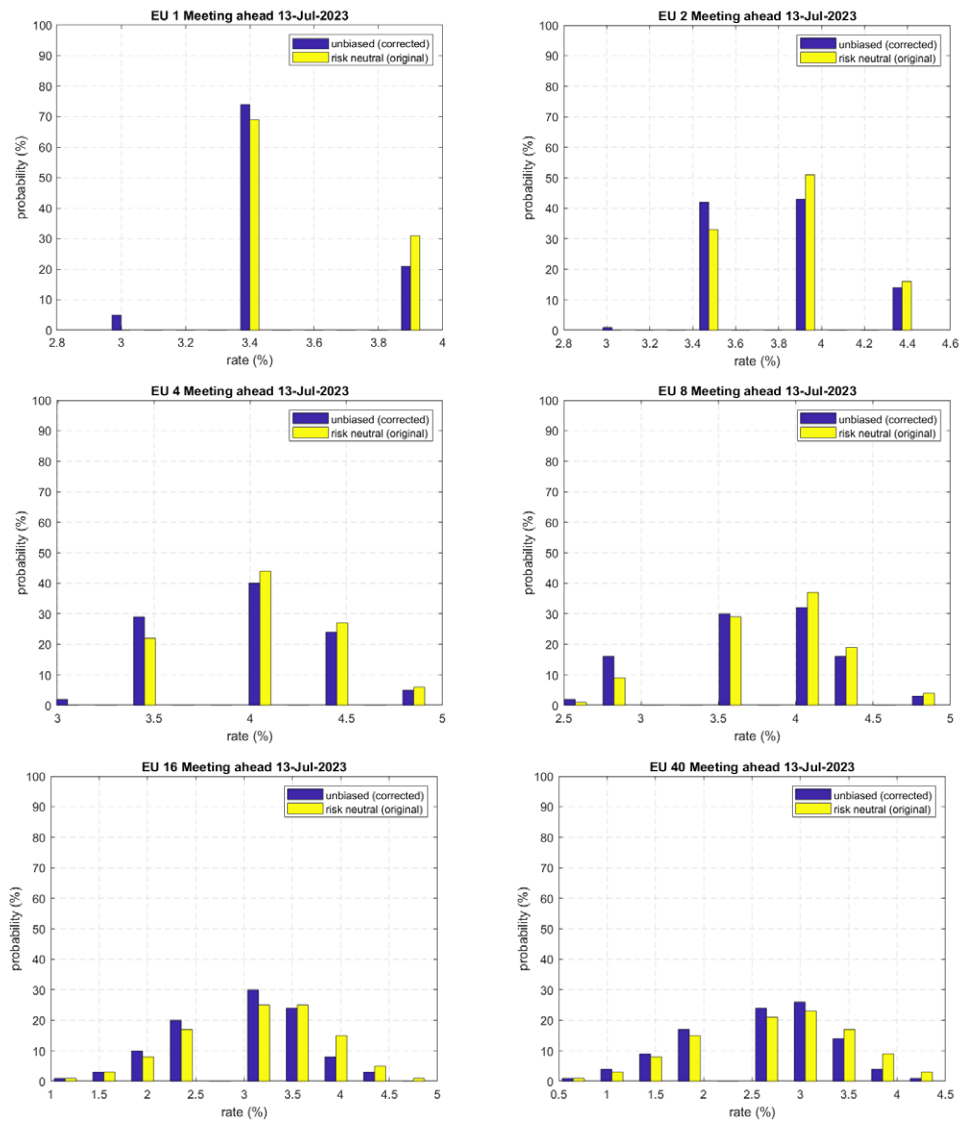 EU 1 Meeting ahead 13-Jul-2023
unbiased (corrected)
risk neutral (original)
100
90
80
70
60
50
40
30
20
10
0
probability (%)
2.8 3 3.2 3.4 3.6 3.8 4
rate (%)
EU 2 Meeting ahead 13-Jul-2023
unbiased (corrected)
risk neutral (original)
100
90
80
70
60
50
40
30
20
10
0
probability (%)
2.8 3 3.2 3.4 3.6 3.8 4 4.2 4.4 4.6
rate (%)
EU 4 Meeting ahead 13-Jul-2023
unbiased (corrected)
risk neutral (original)
100
90
80
70
60
50
40
30
20
10
0
probability (%)
3 3.5 4 4.5 5
rate (%)
EU 8 Meeting ahead 13-Jul-2023
unbiased (corrected)
risk neutral (original)
100
90
80
70
60
50
40
30
20
10
0
probability (%)
2.5 3 3.5 4 4.5 5
rate (%)
EU 16 Meeting ahead 13-Jul-2023
unbiased (corrected)
risk neutral (original)
100
90
80
70
60
50
40
30
20
10
0
probability (%)
1 1.5 2 2.5 3 3.5 4 4.5 5
rate (%)
EU 40 Meeting ahead 13-Jul-2023
unbiased (corrected)
risk neutral (original)
100
90
80
70
60
50
40
30
20
10
0
probability (%)
0.5 1 1.5 2 2.5 3 3.5 4 4.5
rate (%)